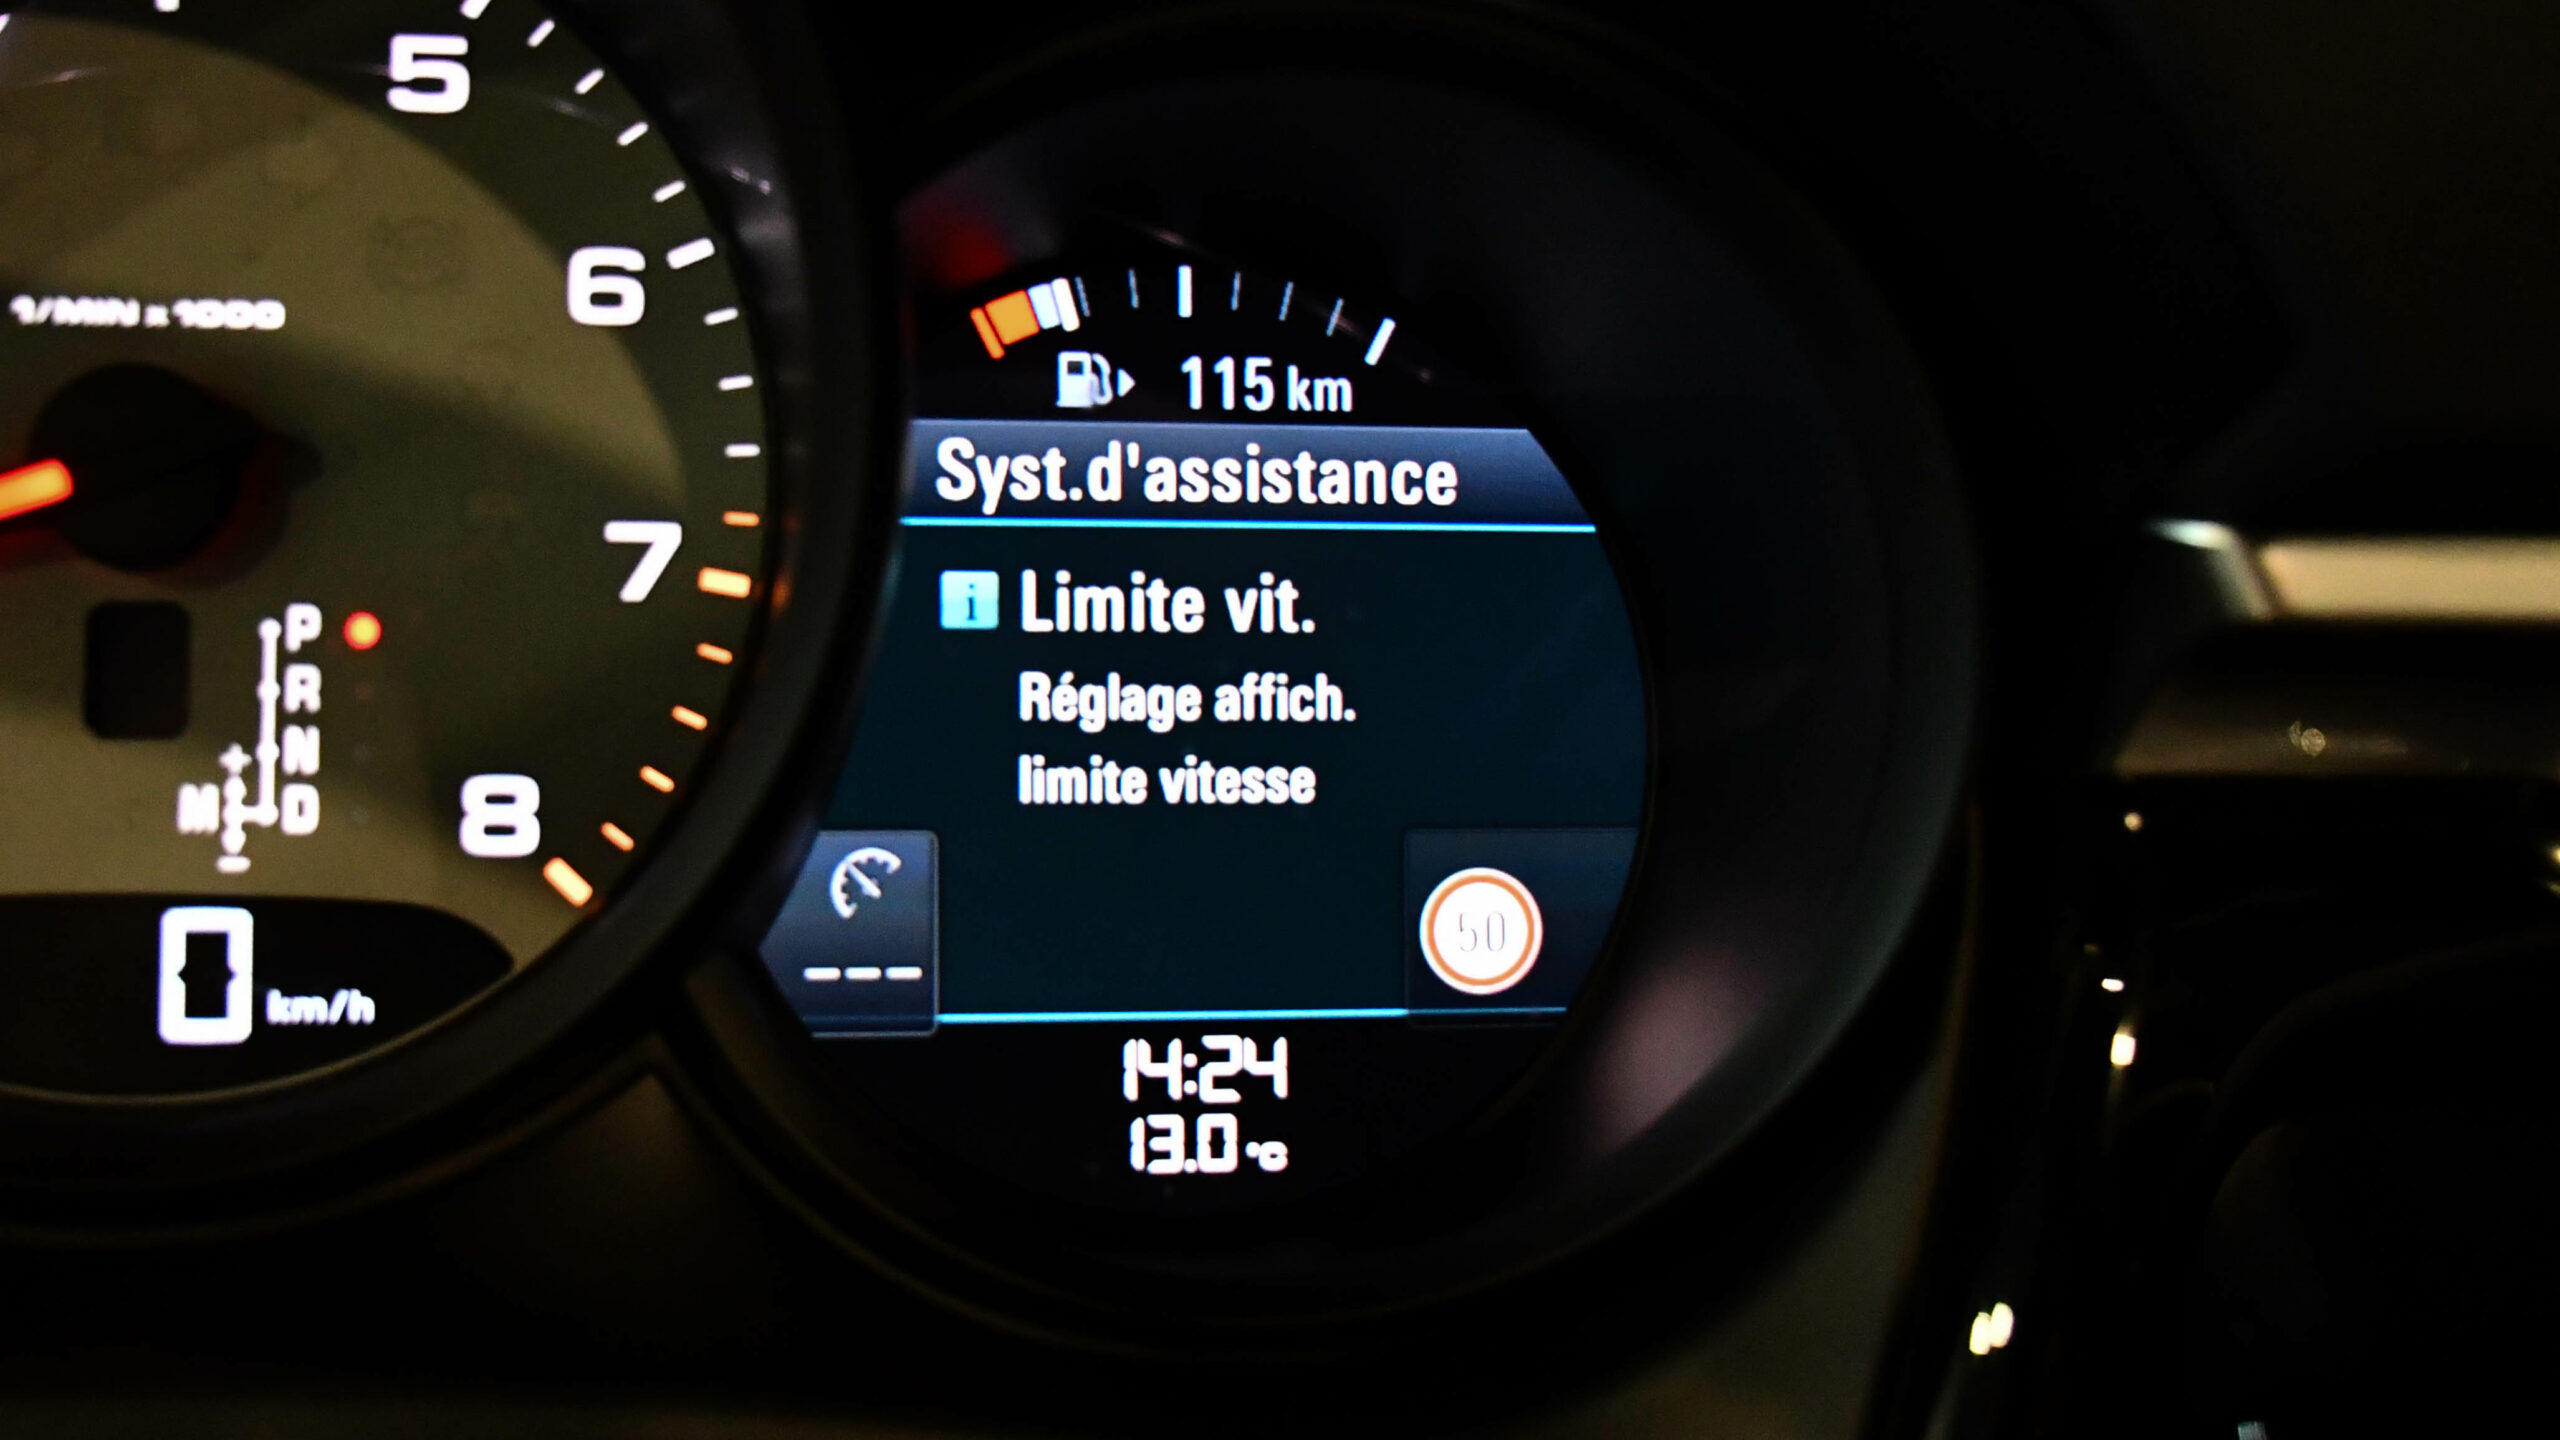 5
6
1/MIN x 1000
7
8
P
R
N
D
M
+
-
0 km/h
115 km
Syst.d'assistance
i Limite vit.
Réglage affich.
limite vitesse
---
50
14:24
13.0 °C